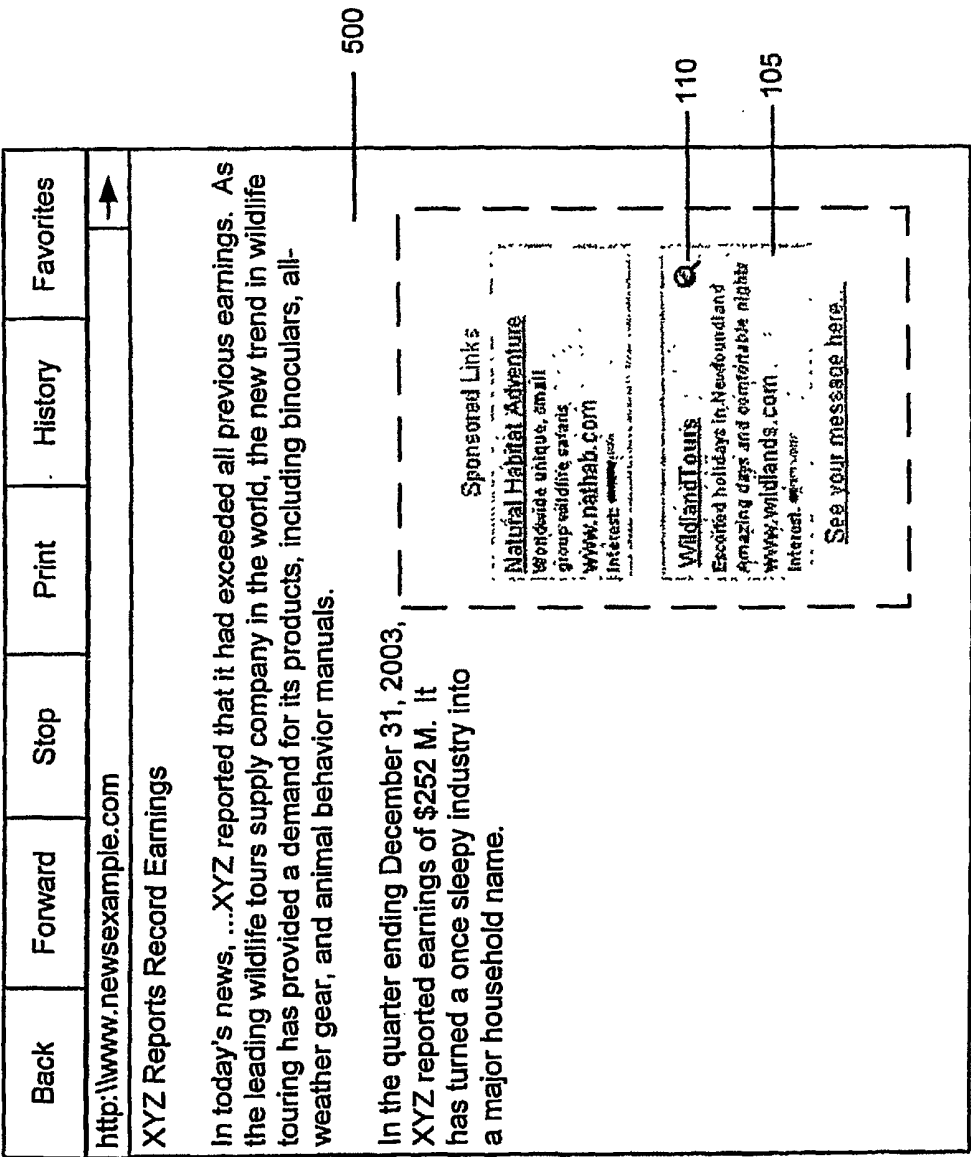 Back Forward Stop Print History Favorites
http:\\www.newsexample.com
XYZ Reports Record Earnings
In today's news, ...XYZ reported that it had exceeded all previous earnings. As
the leading wildlife tours supply company in the world, the new trend in wildlife
touring has provided a demand for its products, including binoculars, all-
weather gear, and animal behavior manuals.
In the quarter ending December 31, 2003,
XYZ reported earnings of $252 M. It
has turned a once sleepy industry into
a major household name.
Sponsored Links
Natural Habitat Adventure
Worldwide unique, small
group wildlife safaris
www.nathab.com
Interest:
WildlandTours
Escorted holidays in Newfoundland
Amazing days and comfortable nights
www.wildlands.com
Interest:
See your message here...
500
110
105